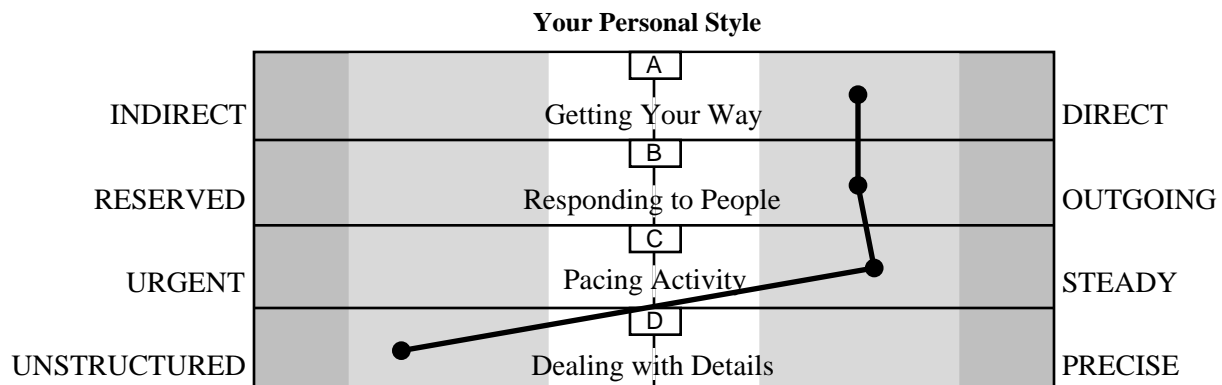 Your Personal Style
A
INDIRECT Getting Your Way DIRECT
B
RESERVED Responding to People OUTGOING
C
URGENT Pacing Activity STEADY
D
UNSTRUCTURED Dealing with Details PRECISE